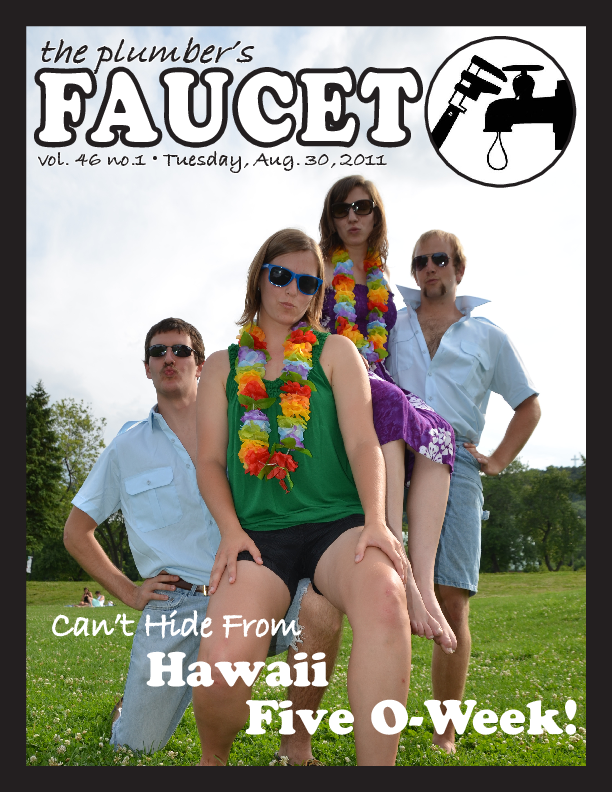 the plumber's
FAUCET
vol. 46 no.1 • Tuesday, Aug. 30, 2011
Can't Hide From
Hawaii
Five O-Week!